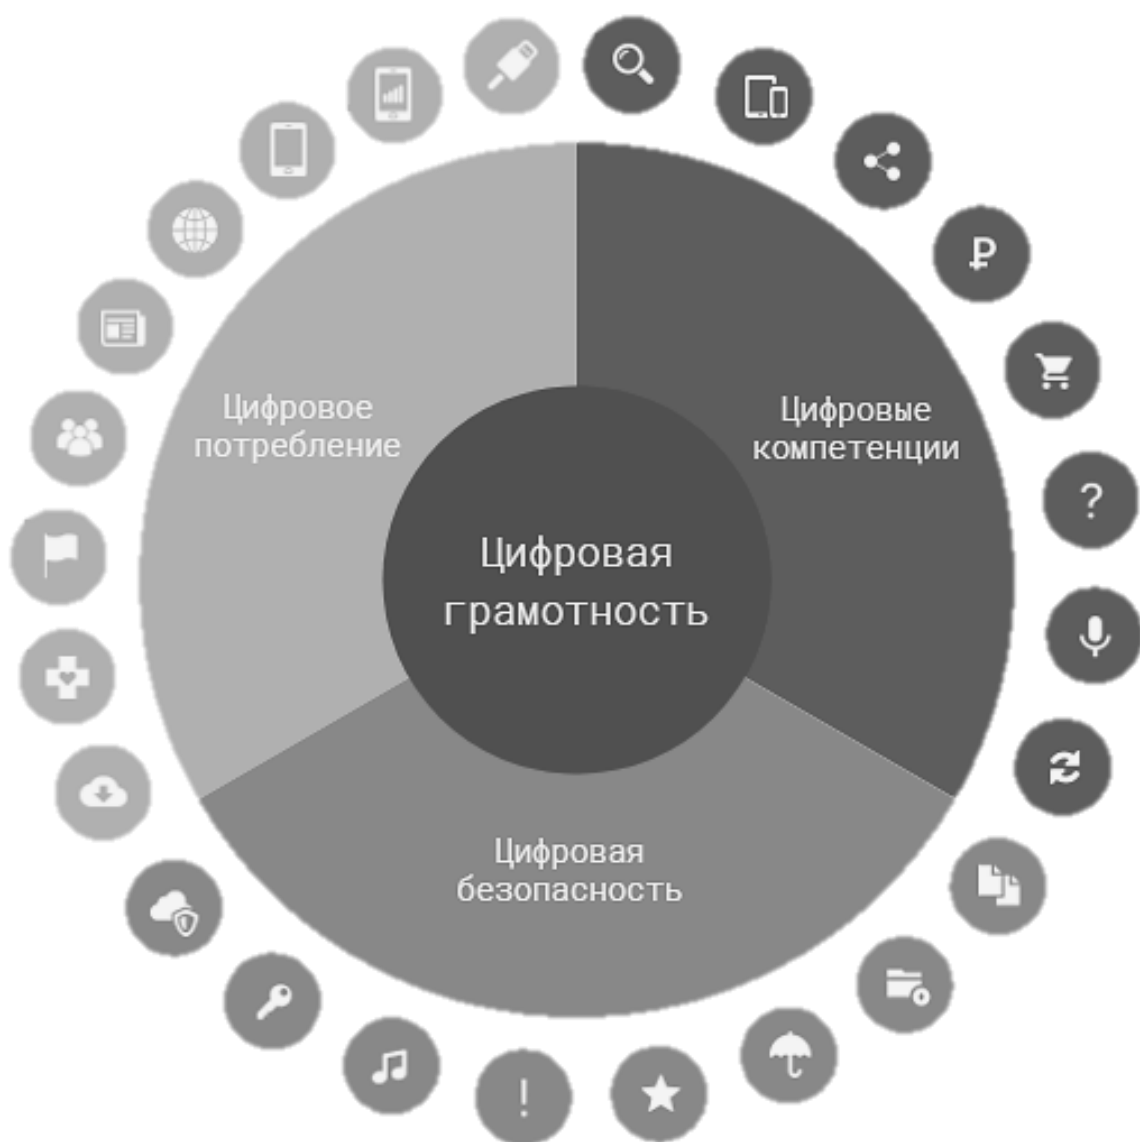 Цифровое
потребление
Цифровые
компетенции
Цифровая
грамотность
Цифровая
безопасность
₽
?
!